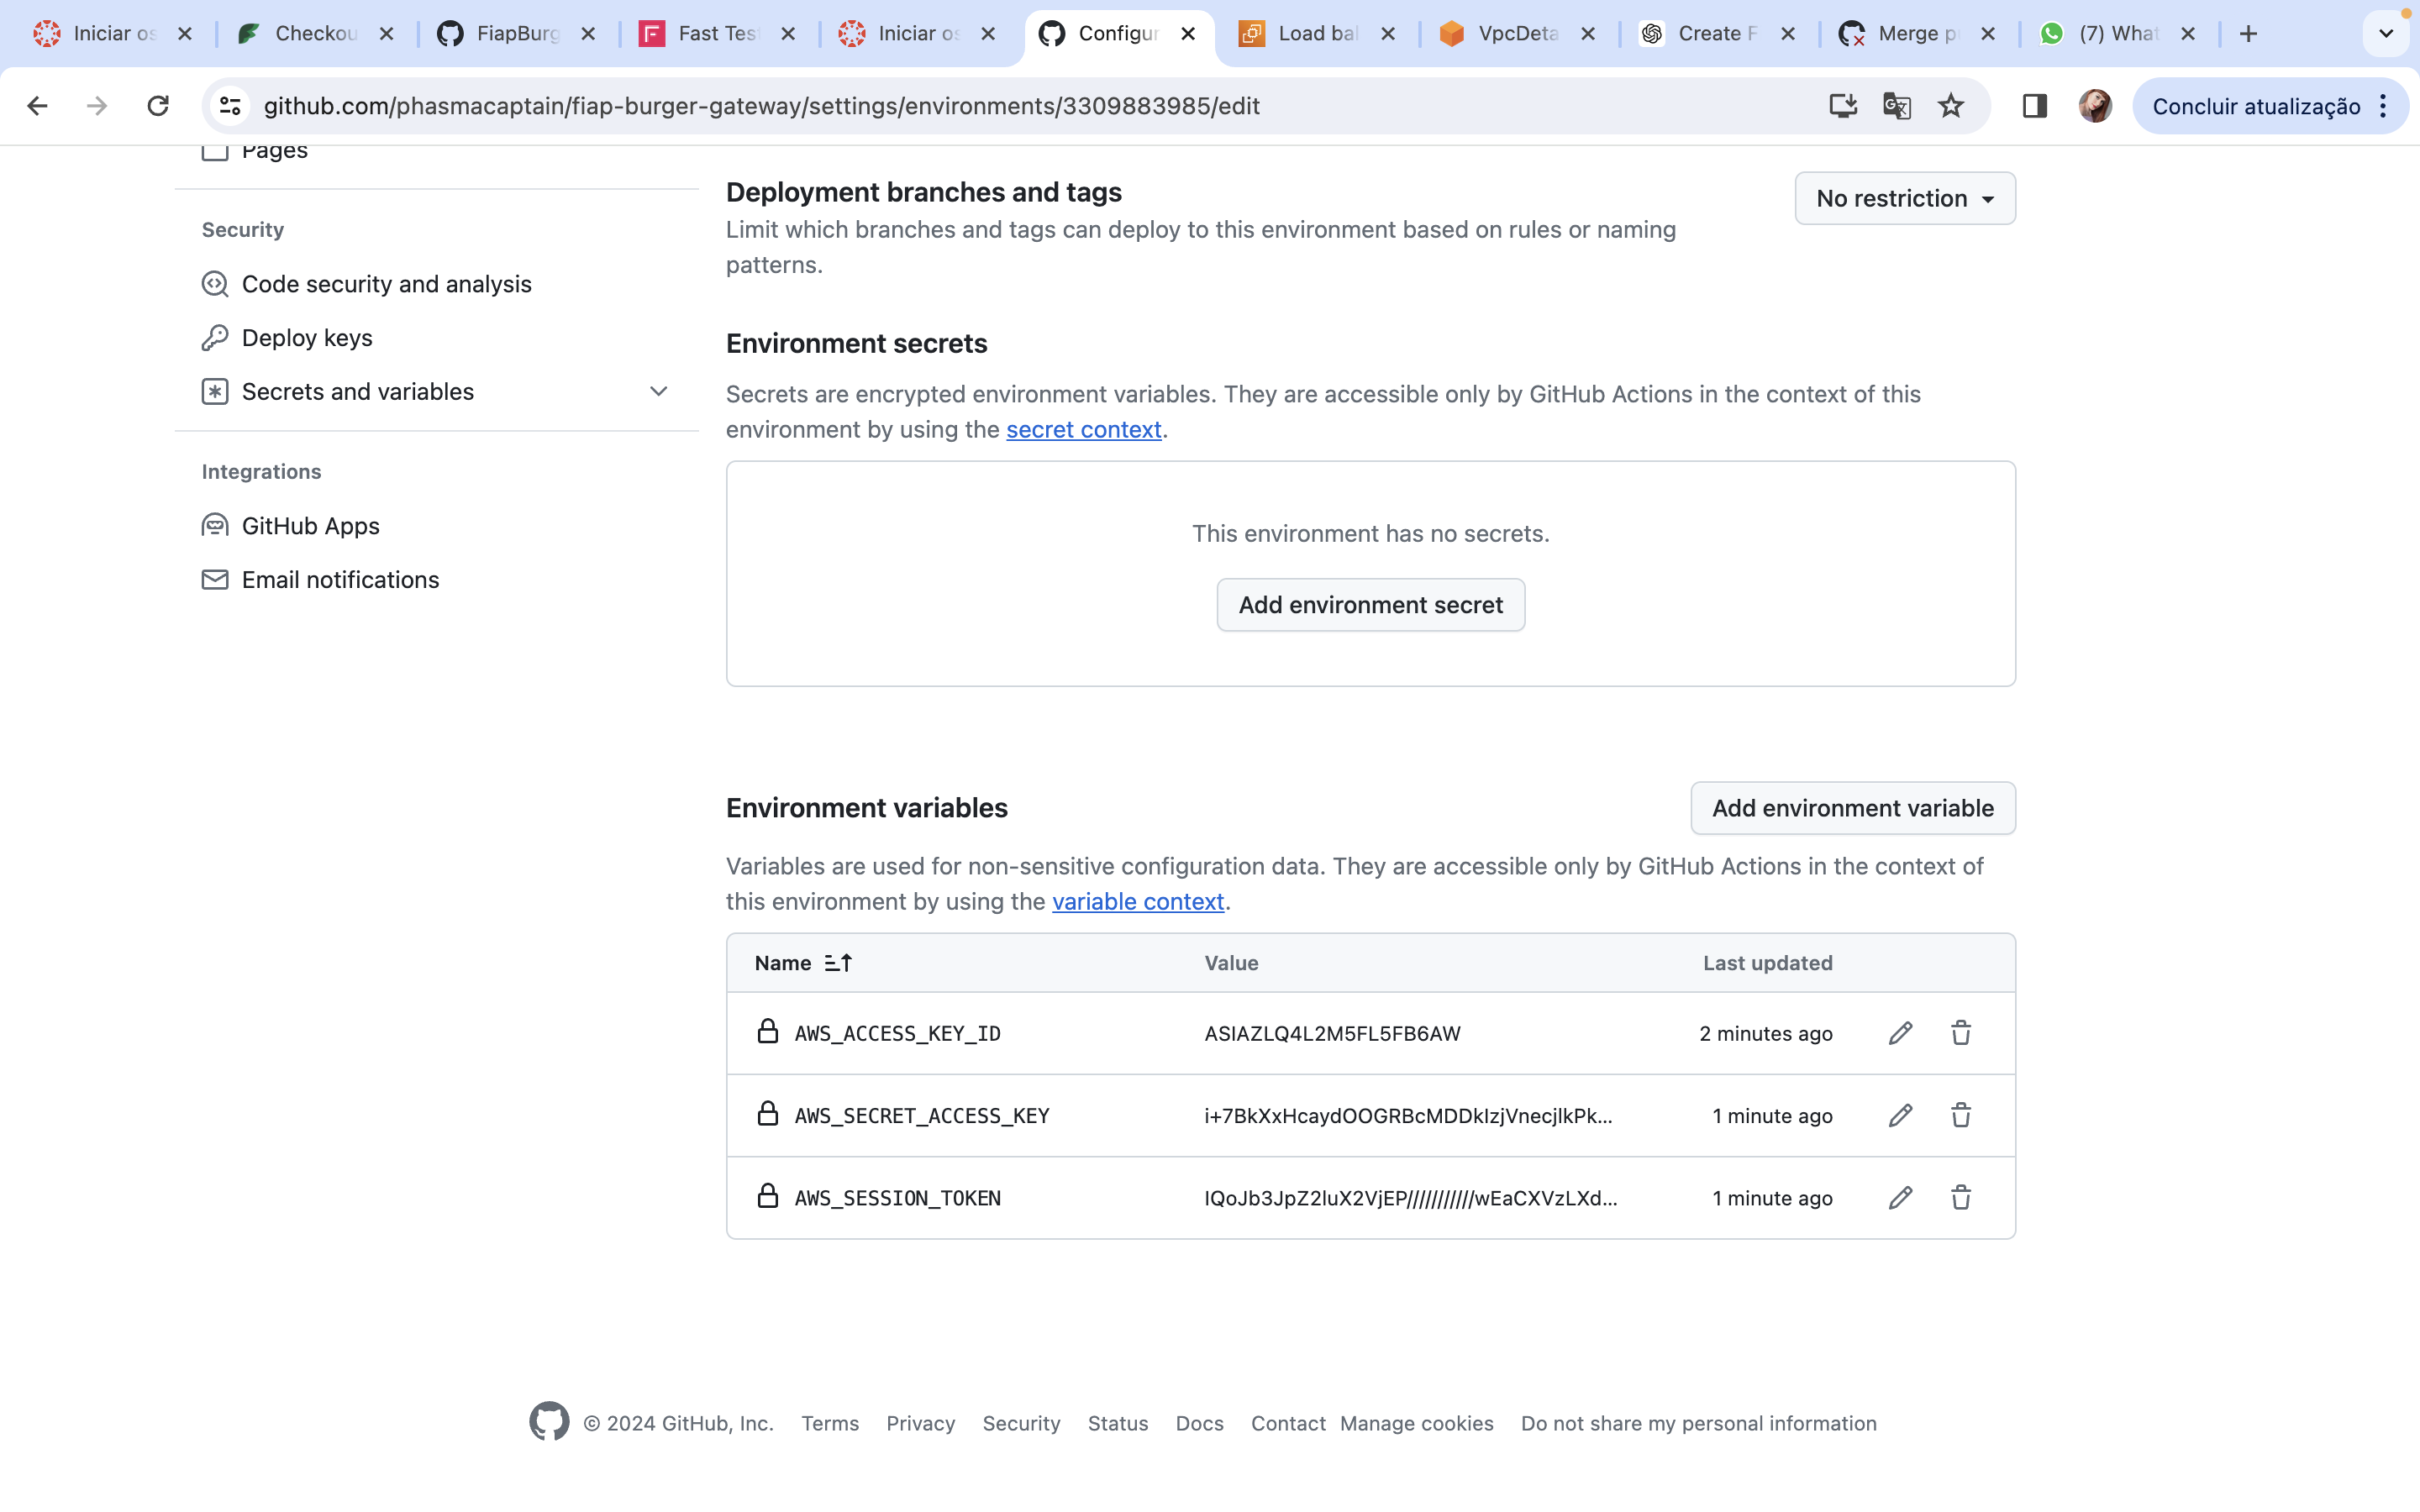 Iniciar os
Checkou
FiapBurg
Fast Tes
Iniciar os
Configur
Load bal
VpcDeta
Create F
Merge p
(7) What
github.com/phasmacaptain/fiap-burger-gateway/settings/environments/3309883985/edit
Concluir atualização
Pages
Security
Code security and analysis
Deploy keys
Secrets and variables
Integrations
GitHub Apps
Email notifications
Deployment branches and tags
No restriction
Limit which branches and tags can deploy to this environment based on rules or naming
patterns.
Environment secrets
Secrets are encrypted environment variables. They are accessible only by GitHub Actions in the context of this
environment by using the secret context.
This environment has no secrets.
Add environment secret
Environment variables
Add environment variable
Variables are used for non-sensitive configuration data. They are accessible only by GitHub Actions in the context of
this environment by using the variable context.
Name Value Last updated
AWS_ACCESS_KEY_ID ASIAZLQ4L2M5FL5FB6AW 2 minutes ago
AWS_SECRET_ACCESS_KEY i+7BkXxHcaydOOGRBcMDDkIzjVnecjlkPk... 1 minute ago
AWS_SESSION_TOKEN IQoJb3JpZ2luX2VjEP//////////wEaCXVzLXd... 1 minute ago
© 2024 GitHub, Inc. Terms Privacy Security Status Docs Contact Manage cookies Do not share my personal information